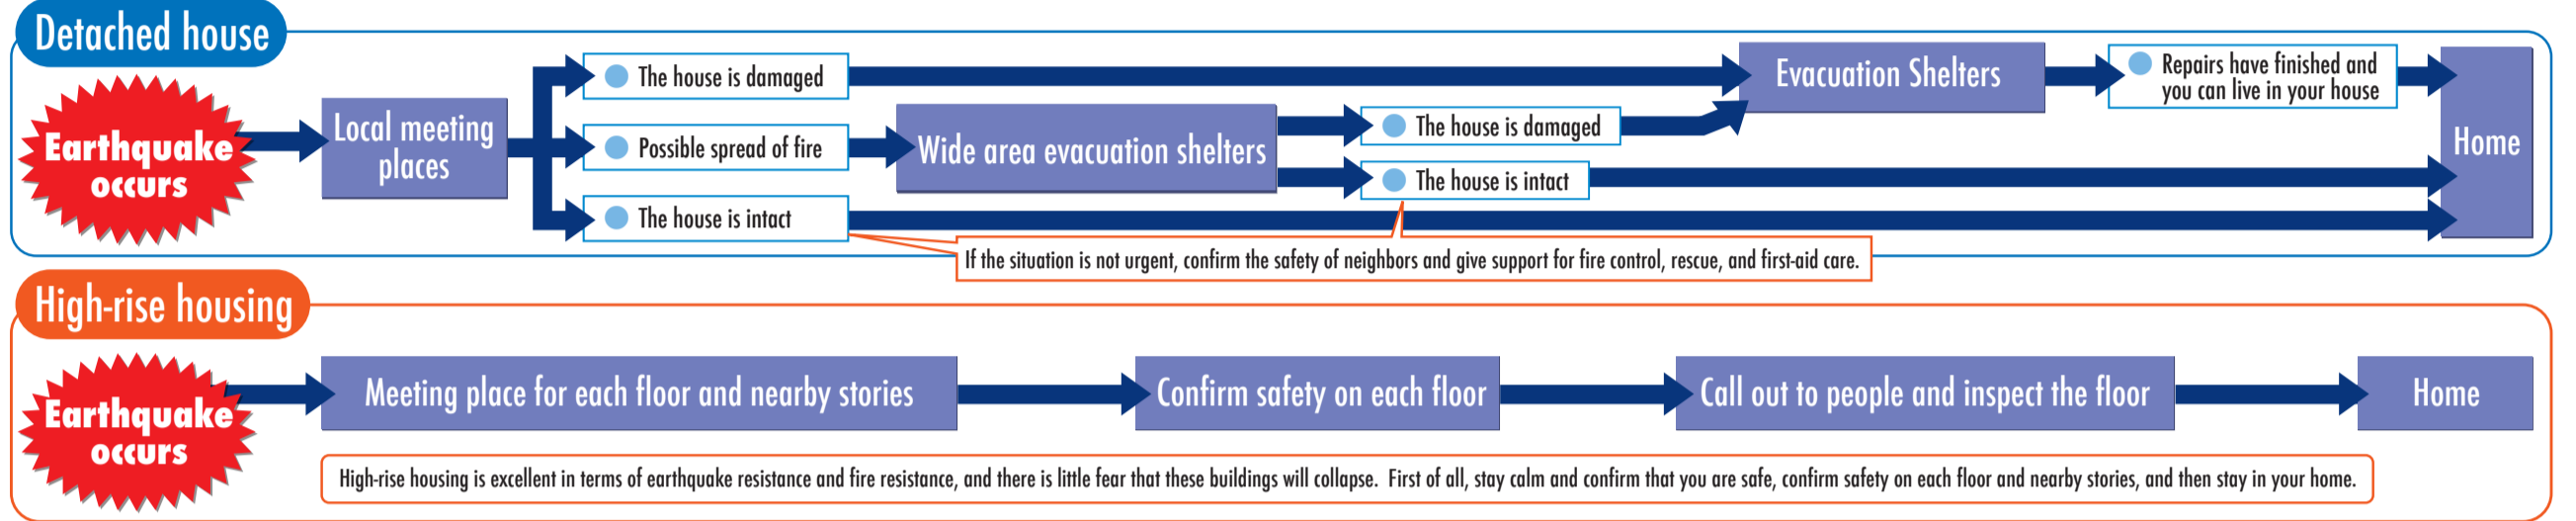 Detached house
Earthquake
occurs
Local meeting
places
The house is damaged
Possible spread of fire
The house is intact
Wide area evacuation shelters
The house is damaged
The house is intact
Evacuation Shelters
Repairs have finished and
you can live in your house
Home
If the situation is not urgent, confirm the safety of neighbors and give support for fire control, rescue, and first-aid care.
High-rise housing
Earthquake
occurs
Meeting place for each floor and nearby stories
Confirm safety on each floor
Call out to people and inspect the floor
Home
High-rise housing is excellent in terms of earthquake resistance and fire resistance, and there is little fear that these buildings will collapse.  First of all, stay calm and confirm that you are safe, confirm safety on each floor and nearby stories, and then stay in your home.